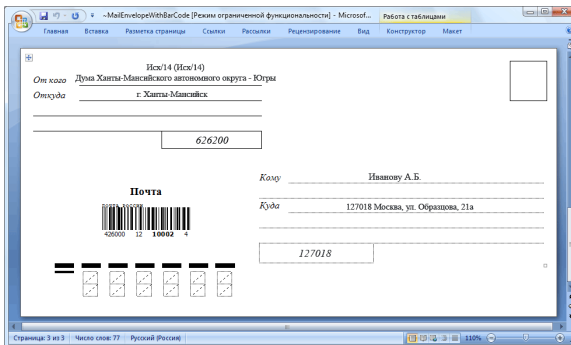 ~MailEnvelopeWithBarCode [Режим ограниченной функциональности] - Microsof...
Работа с таблицами
Главная Вставка Разметка страницы Ссылки Рассылки Рецензирование Вид Конструктор Макет
Исх/14 (Исх/14)
От кого Дума Ханты-Мансийского автономного округа - Югры
Откуда г. Ханты-Мансийск
626200
Кому Иванову А.Б.
Почта
ПОЧТА РОССИИ
Куда 127018 Москва, ул. Образцова, 21а
426000 12 10002 4
127018
Страница: 3 из 3 Число слов: 77 Русский (Россия) 110%